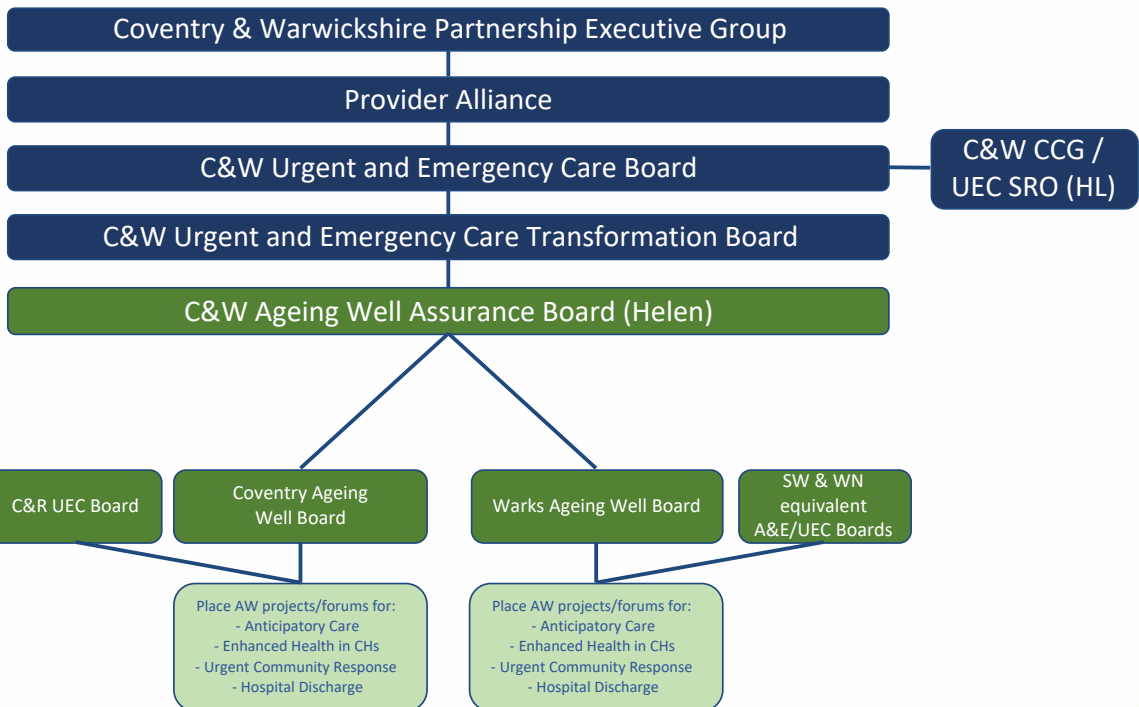 Coventry & Warwickshire Partnership Executive Group
Provider Alliance
C&W Urgent and Emergency Care Board
C&W CCG /
UEC SRO (HL)
C&W Urgent and Emergency Care Transformation Board
C&W Ageing Well Assurance Board (Helen)
C&R UEC Board
Coventry Ageing
Well Board
Warks Ageing Well Board
SW & WN
equivalent
A&E/UEC Boards
Place AW projects/forums for:
- Anticipatory Care
- Enhanced Health in CHs
- Urgent Community Response
- Hospital Discharge
Place AW projects/forums for:
- Anticipatory Care
- Enhanced Health in CHs
- Urgent Community Response
- Hospital Discharge